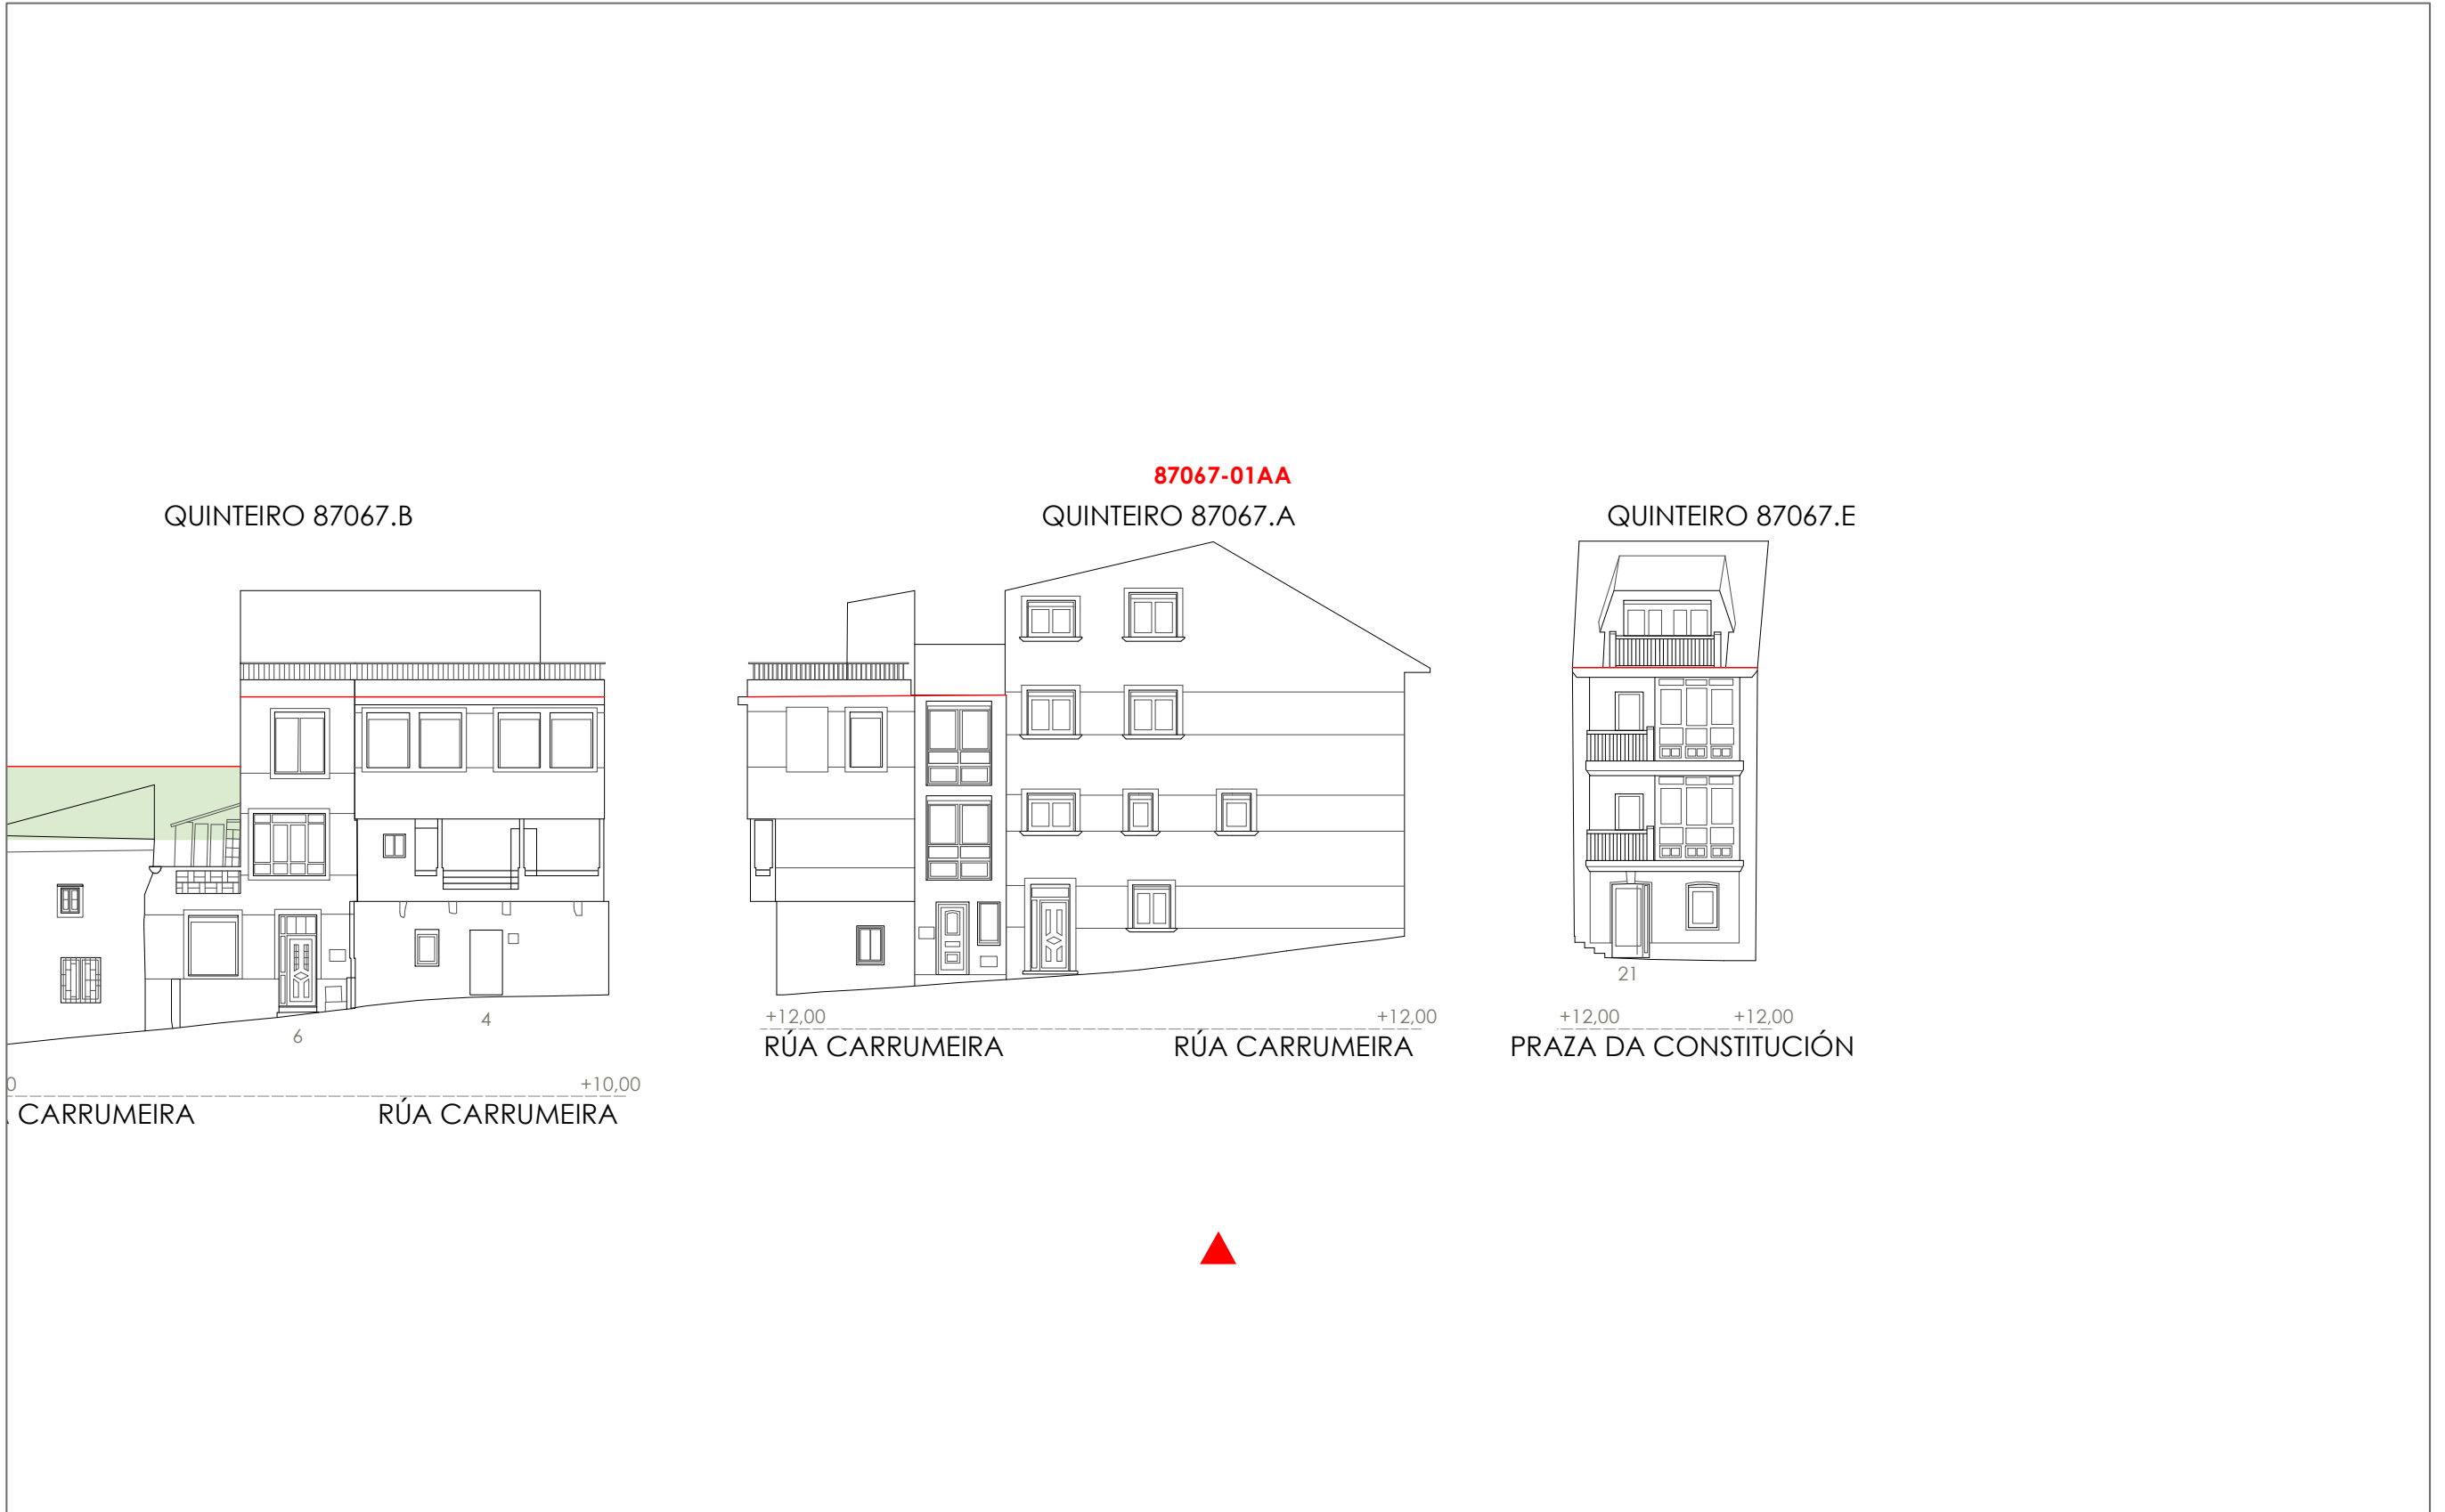 87067-01AA
QUINTEIRO 87067.B
QUINTEIRO 87067.A
QUINTEIRO 87067.E
21
6
4
+12,00
+12,00
+12,00
+12,00
RÚA CARRUMEIRA
RÚA CARRUMEIRA
PRAZA DA CONSTITUCIÓN
0
+10,00
CARRUMEIRA
RÚA CARRUMEIRA